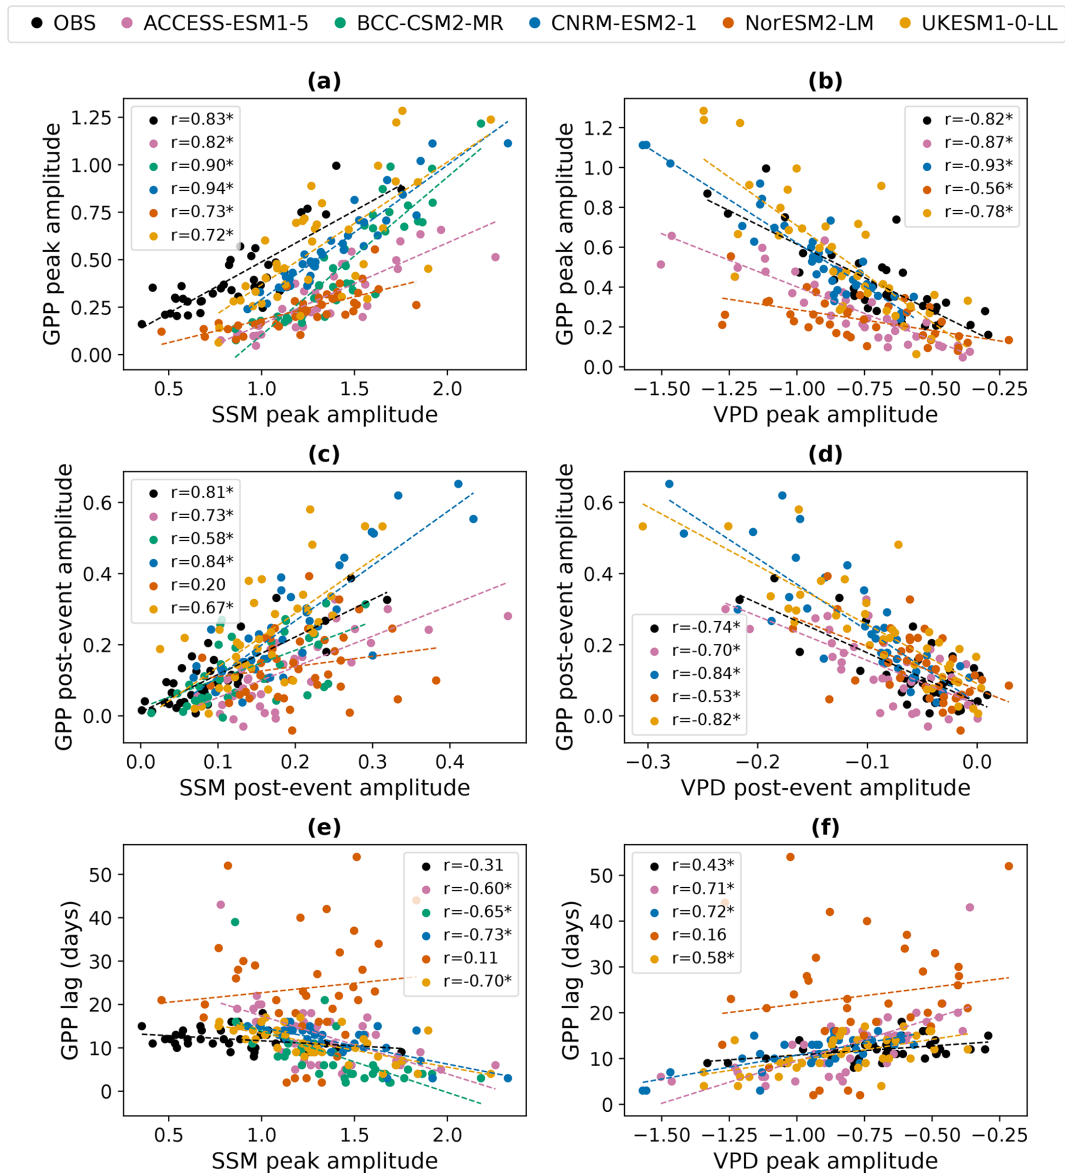 OBS ACCESS-ESM1-5 BCC-CSM2-MR CNRM-ESM2-1 NorESM2-LM UKESM1-0-LL
(a)
GPP peak amplitude
1.25
1.00
0.75
0.50
0.25
0.00
r=0.83*
r=0.82*
r=0.90*
r=0.94*
r=0.73*
r=0.72*
0.5 1.0 1.5 2.0
SSM peak amplitude
(b)
GPP peak amplitude
1.2
1.0
0.8
0.6
0.4
0.2
0.0
r=-0.82*
r=-0.87*
r=-0.93*
r=-0.56*
r=-0.78*
−1.50 −1.25 −1.00 −0.75 −0.50 −0.25
VPD peak amplitude
(c)
GPP post-event amplitude
0.6
0.4
0.2
0.0
r=0.81*
r=0.73*
r=0.58*
r=0.84*
r=0.20
r=0.67*
0.0 0.1 0.2 0.3 0.4
SSM post-event amplitude
(d)
GPP post-event amplitude
0.6
0.4
0.2
0.0
r=-0.74*
r=-0.70*
r=-0.84*
r=-0.53*
r=-0.82*
−0.3 −0.2 −0.1 0.0
VPD post-event amplitude
(e)
GPP lag (days)
50
40
30
20
10
0
r=-0.31
r=-0.60*
r=-0.65*
r=-0.73*
r=0.11
r=-0.70*
0.5 1.0 1.5 2.0
SSM peak amplitude
(f)
GPP lag (days)
50
40
30
20
10
0
r=0.43*
r=0.71*
r=0.72*
r=0.16
r=0.58*
−1.50 −1.25 −1.00 −0.75 −0.50 −0.25
VPD peak amplitude